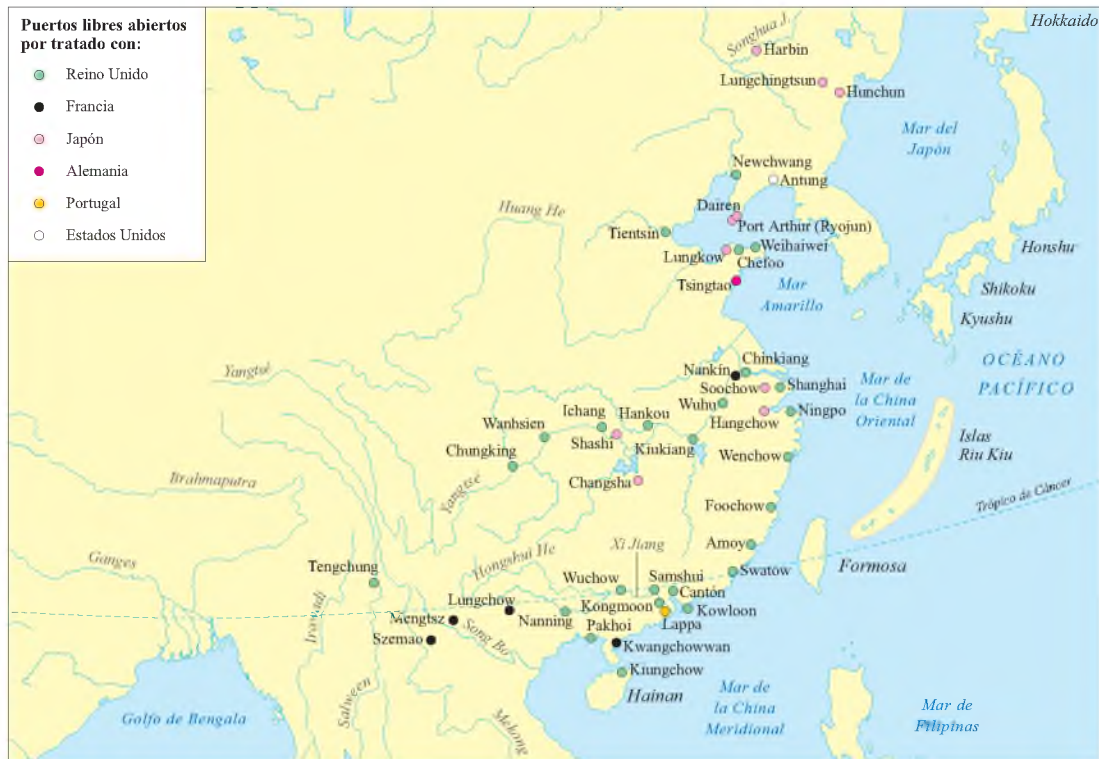 Puertos libres abiertos
por tratado con:
Reino Unido
Francia
Japón
Alemania
Portugal
Estados Unidos
Hokkaido
Songhua J.
Harbin
Lungchingtsun
Hunchun
Mar del
Japón
Newchwang
Antung
Dairen
Port Arthur (Ryojun)
Huang He
Tientsin
Weihaiwei
Lungkow
Chefoo
Honshu
Tsingtao
Mar
Amarillo
Shikoku
Kyushu
Chinkiang
Nankín
OCÉANO
PACÍFICO
Yangtsé
Soochow
Shanghai
Mar de
la China
Oriental
Wuhu
Ningpo
Hangchow
Ichang
Hankou
Wanhsien
Shashi
Kiukiang
Islas
Riu Kiu
Chungking
Wenchow
Brahmaputra
Yangtsé
Changsha
Trópico de Cáncer
Foochow
Ganges
Hongshui He
Xi Jiang
Amoy
Formosa
Tengchung
Wuchow
Samshui
Swatow
Cantón
Lungchow
Kongmoon
Kowloon
Mengtsz
Nanning
Lappa
Irawadi
Szemao
Song Bo
Pakhoi
Kwangchowwan
Kiungchow
Hainan
Salween
Mekong
Golfo de Bengala
Mar de
la China
Meridional
Mar de
Filipinas